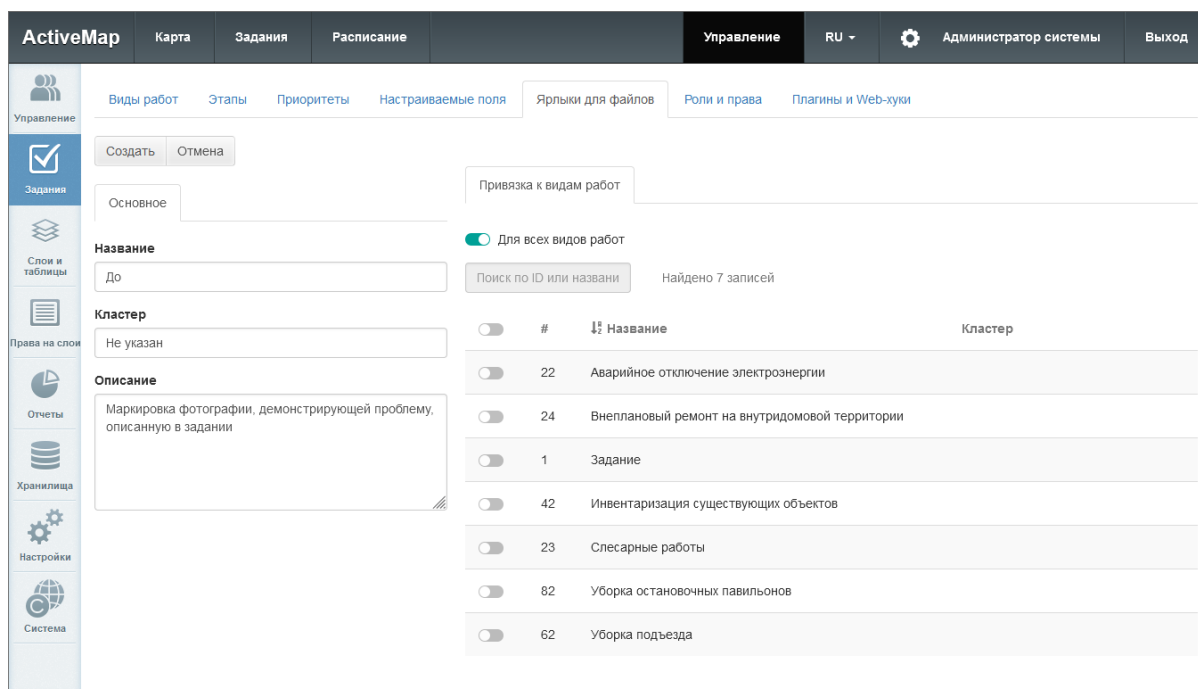 ActiveMap Карта Задания Расписание Управление RU Администратор системы Выход
Управление
Задания
Слои и
таблицы
Права на слои
Отчеты
Хранилища
Настройки
Система
Виды работ Этапы Приоритеты Настраиваемые поля Ярлыки для файлов Роли и права Плагины и Web-хуки
Создать Отмена
Основное
Название
До
Кластер
Не указан
Описание
Маркировка фотографии, демонстрирующей проблему,
описанную в задании
Привязка к видам работ
Для всех видов работ
Поиск по ID или названи Найдено 7 записей
# Название Кластер
22 Аварийное отключение электроэнергии
24 Внеплановый ремонт на внутридомовой территории
1 Задание
42 Инвентаризация существующих объектов
23 Слесарные работы
82 Уборка остановочных павильонов
62 Уборка подъезда